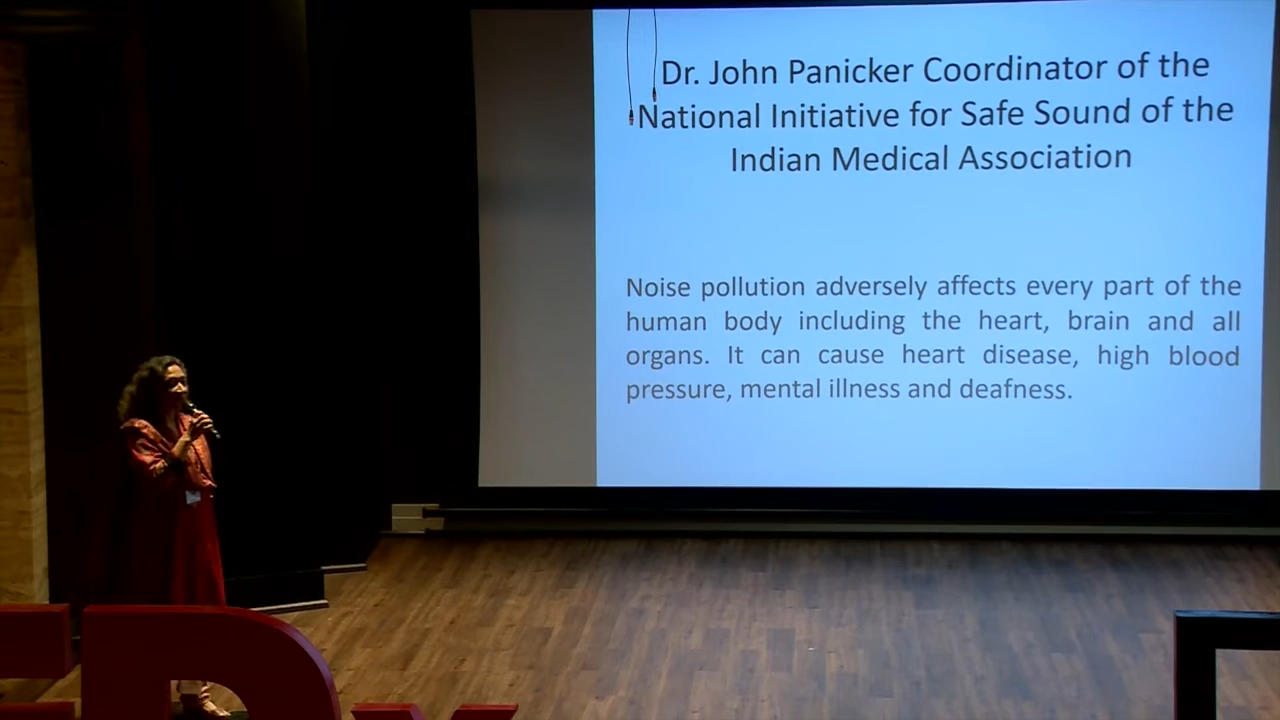 Dr. John Panicker Coordinator of the
National Initiative for Safe Sound of the
Indian Medical Association
Noise pollution adversely affects every part of the
human body including the heart, brain and all
organs. It can cause heart disease, high blood
pressure, mental illness and deafness.
EDx